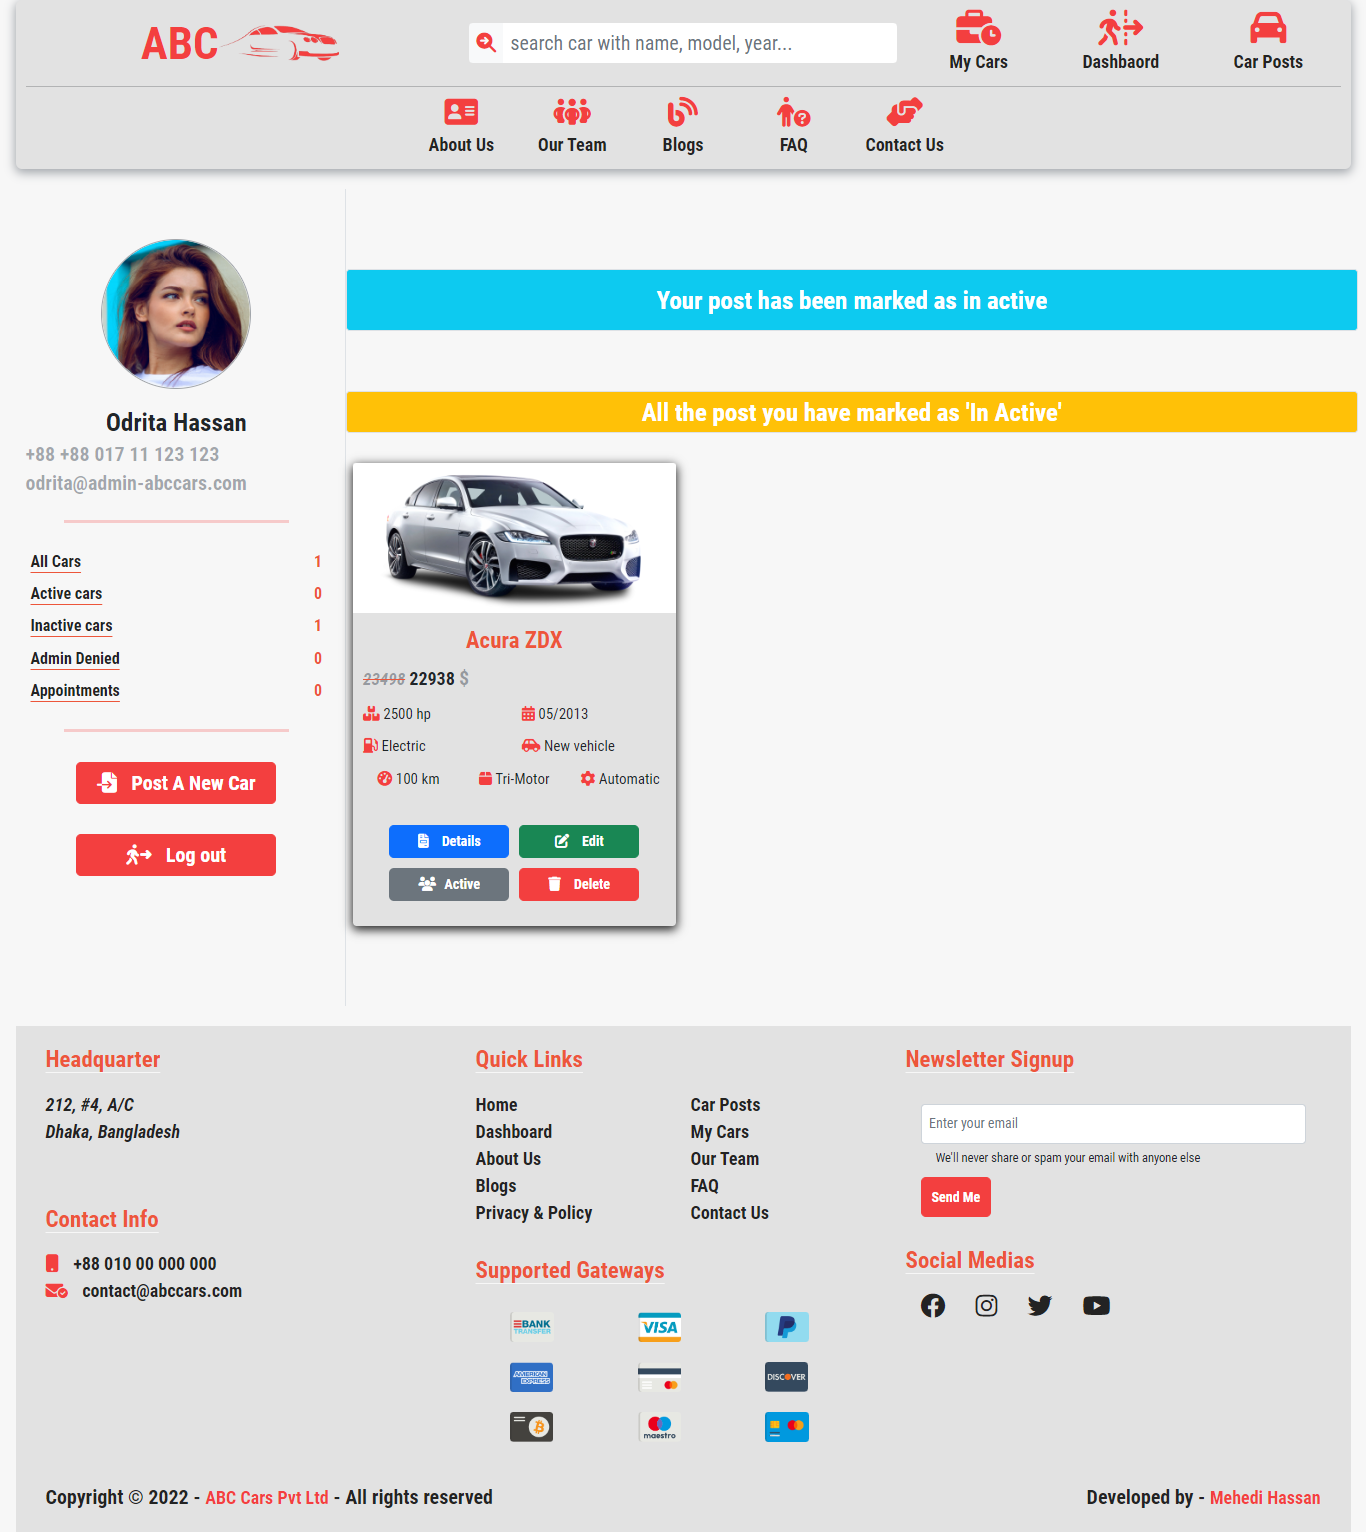 ABC
search car with name, model, year...
My Cars
Dashbaord
Car Posts
About Us
Our Team
Blogs
FAQ
Contact Us
Odrita Hassan
+88 +88 017 11 123 123
odrita@admin-abccars.com
All Cars 1
Active cars 0
Inactive cars 1
Admin Denied 0
Appointments 0
Post A New Car
Log out
Your post has been marked as in active
All the post you have marked as 'In Active'
Acura ZDX
23498 22938 $
2500 hp
05/2013
Electric
New vehicle
100 km
Tri-Motor
Automatic
Details
Edit
Active
Delete
Headquarter
212, #4, A/C
Dhaka, Bangladesh
Contact Info
+88 010 00 000 000
contact@abccars.com
Quick Links
Home
Dashboard
About Us
Blogs
Privacy & Policy
Car Posts
My Cars
Our Team
FAQ
Contact Us
Supported Gateways
BANK
TRANSFER
VISA
AMERICAN
EXPRESS
DISCOVER
maestro
Newsletter Signup
Enter your email
We'll never share or spam your email with anyone else
Send Me
Social Medias
Copyright © 2022 - ABC Cars Pvt Ltd - All rights reserved
Developed by - Mehedi Hassan